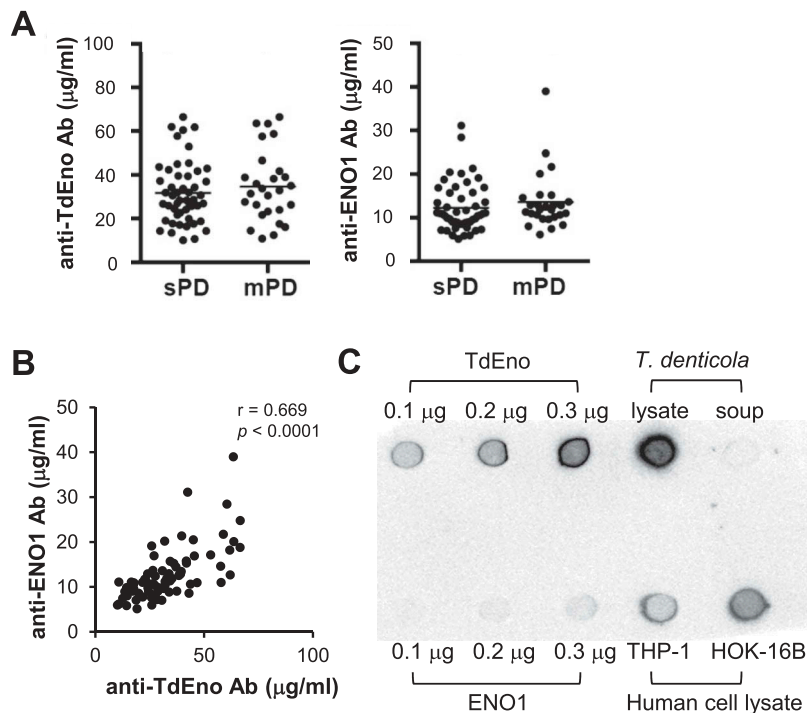 A
anti-TdEno Ab (μg/ml)
100
80
60
40
20
0
sPD mPD
anti-ENO1 Ab (μg/ml)
50
40
30
20
10
0
sPD mPD
B
anti-ENO1 Ab (μg/ml)
50
40
30
20
10
0
r = 0.669
p < 0.0001
0 50 100
anti-TdEno Ab (μg/ml)
C
TdEno T. denticola
0.1 μg 0.2 μg 0.3 μg lysate soup
0.1 μg 0.2 μg 0.3 μg THP-1 HOK-16B
ENO1 Human cell lysate